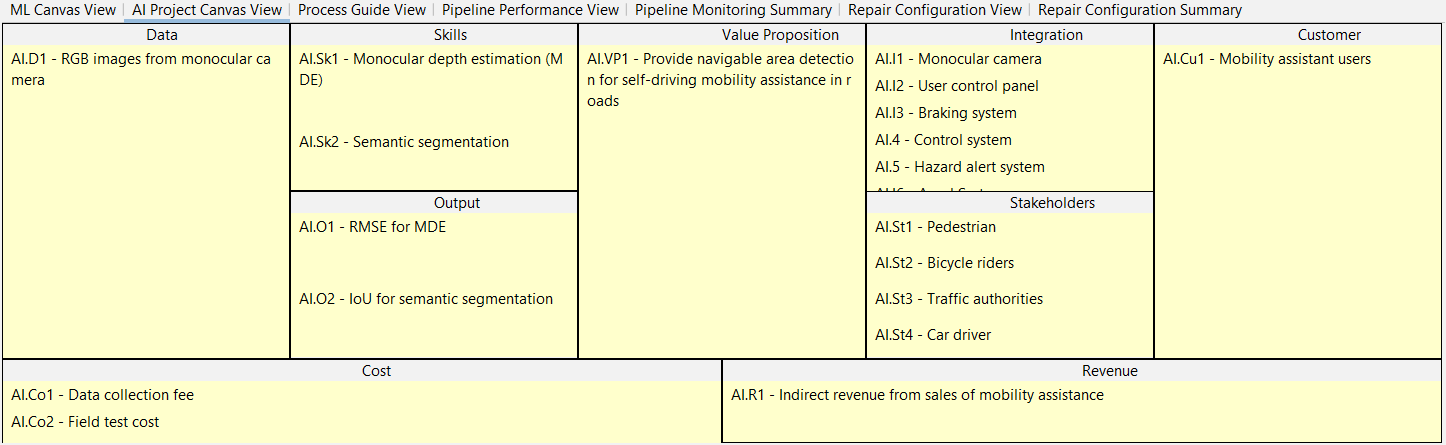 ML Canvas View | AI Project Canvas View | Process Guide View | Pipeline Performance View | Pipeline Monitoring Summary | Repair Configuration View | Repair Configuration Summary
Data
AI.D1 - RGB images from monocular ca
mera
Skills
AI.Sk1 - Monocular depth estimation (M
DE)
AI.Sk2 - Semantic segmentation
Output
AI.O1 - RMSE for MDE
AI.O2 - IoU for semantic segmentation
Value Proposition
AI.VP1 - Provide navigable area detectio
n for self-driving mobility assistance in r
oads
Integration
AI.I1 - Monocular camera
AI.I2 - User control panel
AI.I3 - Braking system
AI.4 - Control system
AI.5 - Hazard alert system
Stakeholders
AI.St1 - Pedestrian
AI.St2 - Bicycle riders
AI.St3 - Traffic authorities
AI.St4 - Car driver
Customer
AI.Cu1 - Mobility assistant users
Cost
AI.Co1 - Data collection fee
AI.Co2 - Field test cost
Revenue
AI.R1 - Indirect revenue from sales of mobility assistance